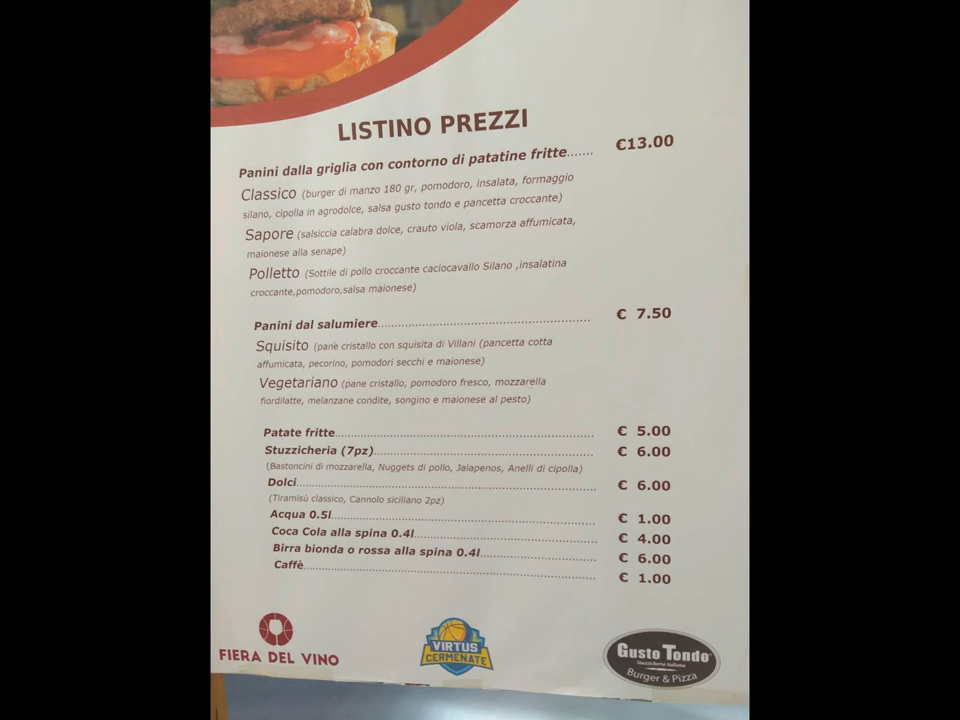 LISTINO PREZZI
Panini dalla griglia con contorno di patatine fritte....... €13.00
Classico (burger di manzo 180 gr, pomodoro, insalata, formaggio
silano, cipolla in agrodolce, salsa gusto tondo e pancetta croccante)
Sapore (salsiccia calabra dolce, crauto viola, scamorza affumicata,
maionese alla senape)
Polletto (Sottile di pollo croccante caciocavallo Silano ,insalatina
croccante,pomodoro,salsa maionese)
Panini dal salumiere................................................................ € 7.50
Squisito (pane cristallo con squisita di Villani (pancetta cotta
affumicata, pecorino, pomodori secchi e maionese)
Vegetariano (pane cristallo, pomodoro fresco, mozzarella
fiordilatte, melanzane condite, songino e maionese al pesto)
Patate fritte.............................................................................. € 5.00
Stuzzicheria (7pz).................................................................. € 6.00
(Bastoncini di mozzarella, Nuggets di pollo, Jalapenos, Anelli di cipolla)
Dolci.......................................................................................... € 6.00
(Tiramisù classico, Cannolo siciliano 2pz)
Acqua 0.5l................................................................................ € 1.00
Coca Cola alla spina 0.4l....................................................... € 4.00
Birra bionda o rossa alla spina 0.4l................................... € 6.00
Caffè........................................................................................ € 1.00
FIERA DEL VINO
VIRTUS
CERMENATE
Gusto Tondo
Stuzzicheria italiana
Burger & Pizza